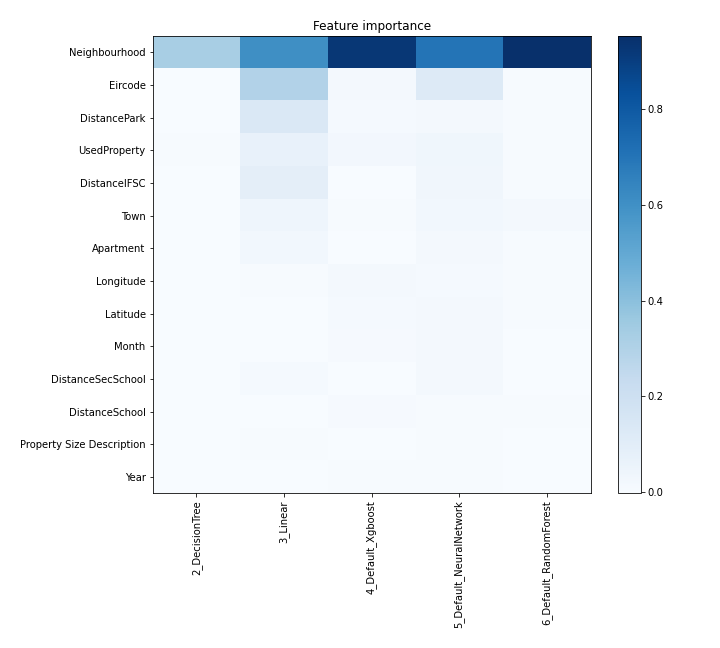 Feature importance
Neighbourhood
Eircode
DistancePark
UsedProperty
DistanceIFSC
Town
Apartment
Longitude
Latitude
Month
DistanceSecSchool
DistanceSchool
Property Size Description
Year
2_DecisionTree
3_Linear
4_Default_Xgboost
5_Default_NeuralNetwork
6_Default_RandomForest
0.8
0.6
0.4
0.2
0.0